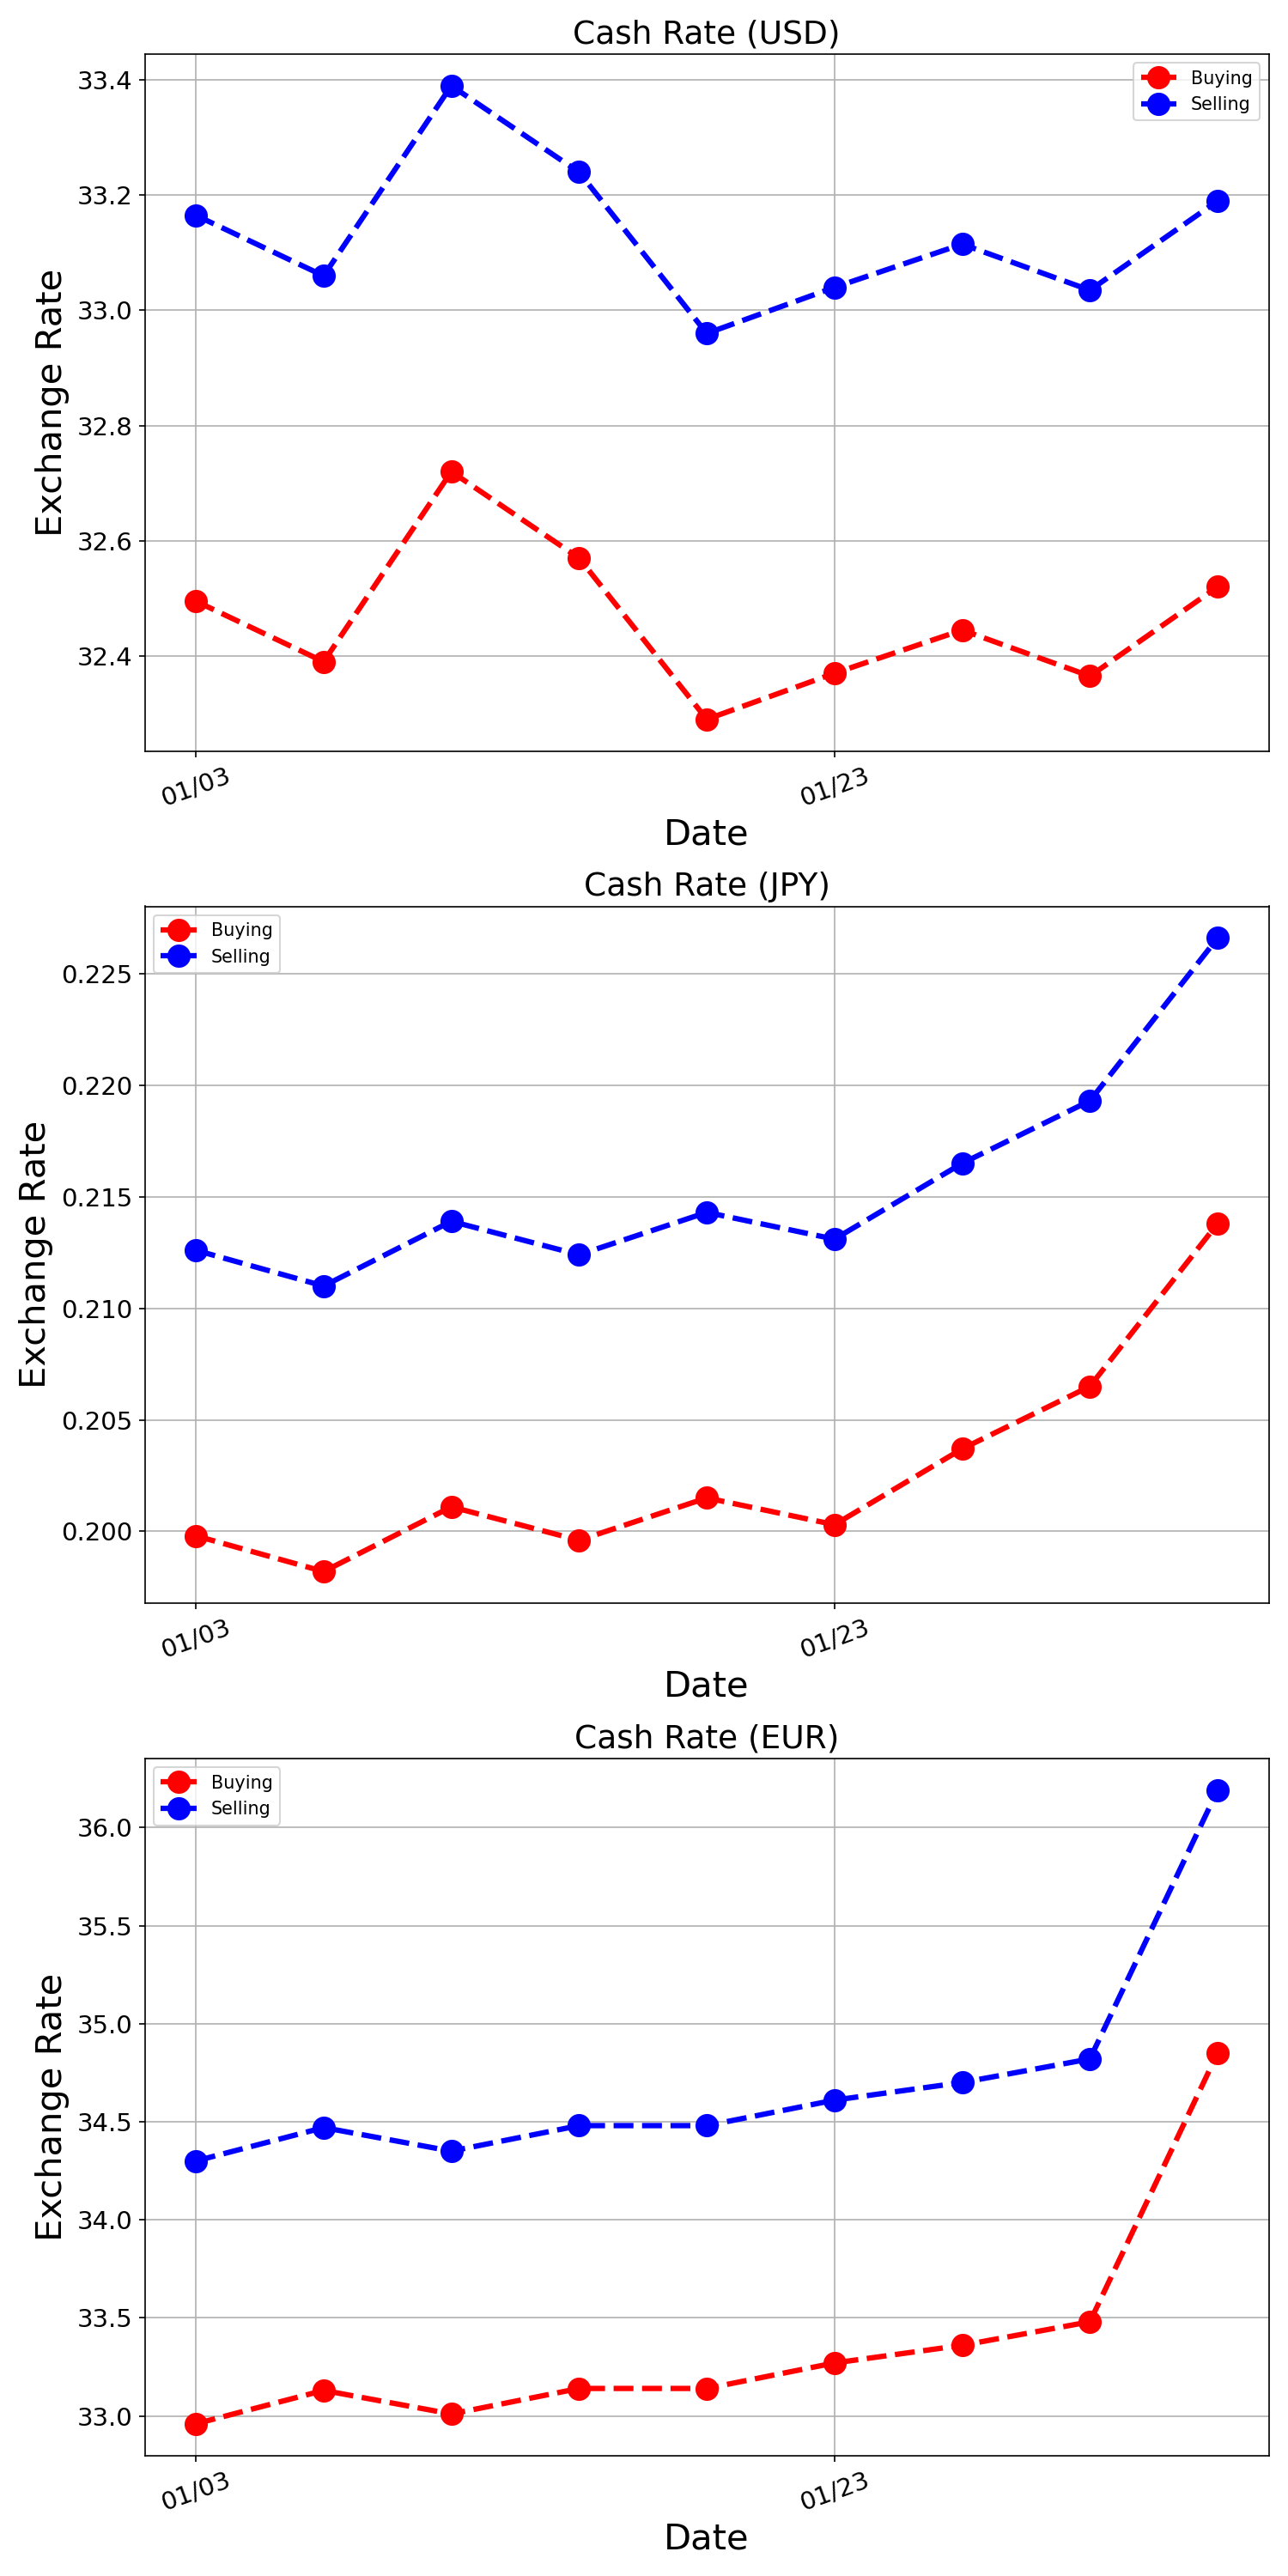 Cash Rate (USD)
Buying
Selling
33.4
33.2
33.0
32.8
32.6
32.4
Exchange Rate
01/03
01/23
Date
Cash Rate (JPY)
Buying
Selling
0.225
0.220
0.215
0.210
0.205
0.200
Exchange Rate
01/03
01/23
Date
Cash Rate (EUR)
Buying
Selling
36.0
35.5
35.0
34.5
34.0
33.5
33.0
Exchange Rate
01/03
01/23
Date